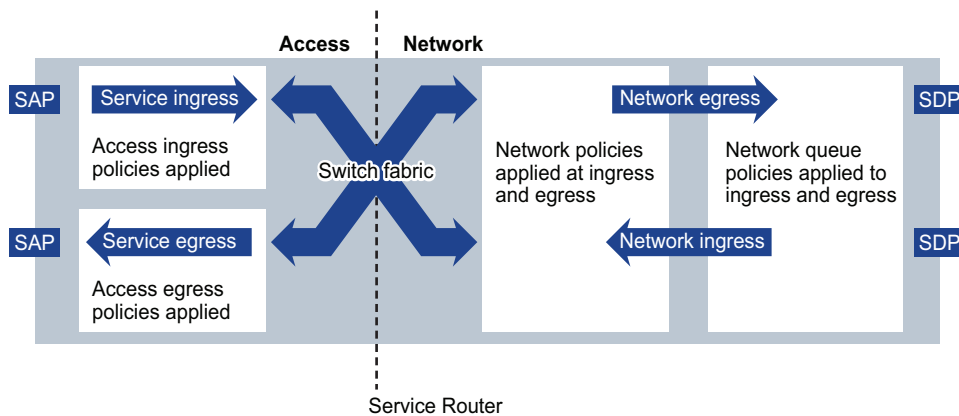 Access
Network
SAP
Service ingress
Access ingress
policies applied
SAP
Service egress
Access egress
policies applied
Switch fabric
Network policies
applied at ingress
and egress
Network egress
Network queue
policies applied to
ingress and egress
Network ingress
SDP
SDP
Service Router